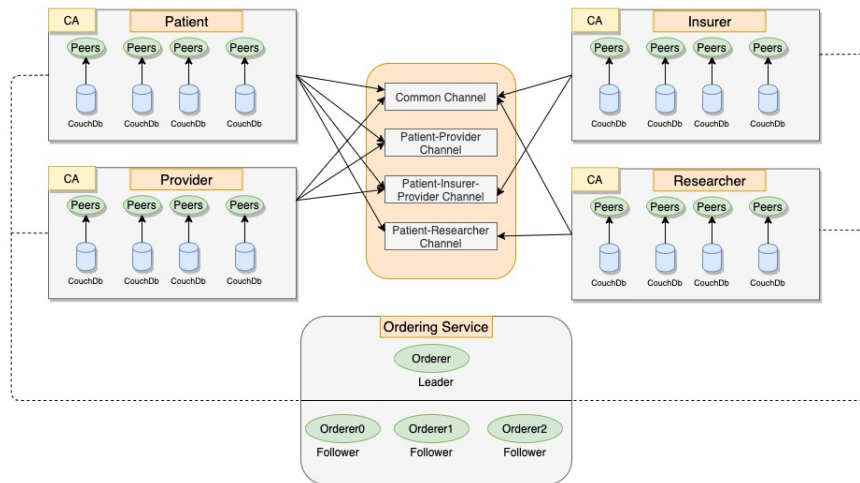 CA
Patient
Peers
Peers
Peers
Peers
CouchDb
CouchDb
CouchDb
CouchDb
CA
Provider
Peers
Peers
Peers
Peers
CouchDb
CouchDb
CouchDb
CouchDb
Common Channel
Patient-Provider
Channel
Patient-Insurer-
Provider Channel
Patient-Researcher
Channel
CA
Insurer
Peers
Peers
Peers
Peers
CouchDb
CouchDb
CouchDb
CouchDb
CA
Researcher
Peers
Peers
Peers
Peers
CouchDb
CouchDb
CouchDb
CouchDb
Ordering Service
Orderer
Leader
Orderer0
Orderer1
Orderer2
Follower
Follower
Follower